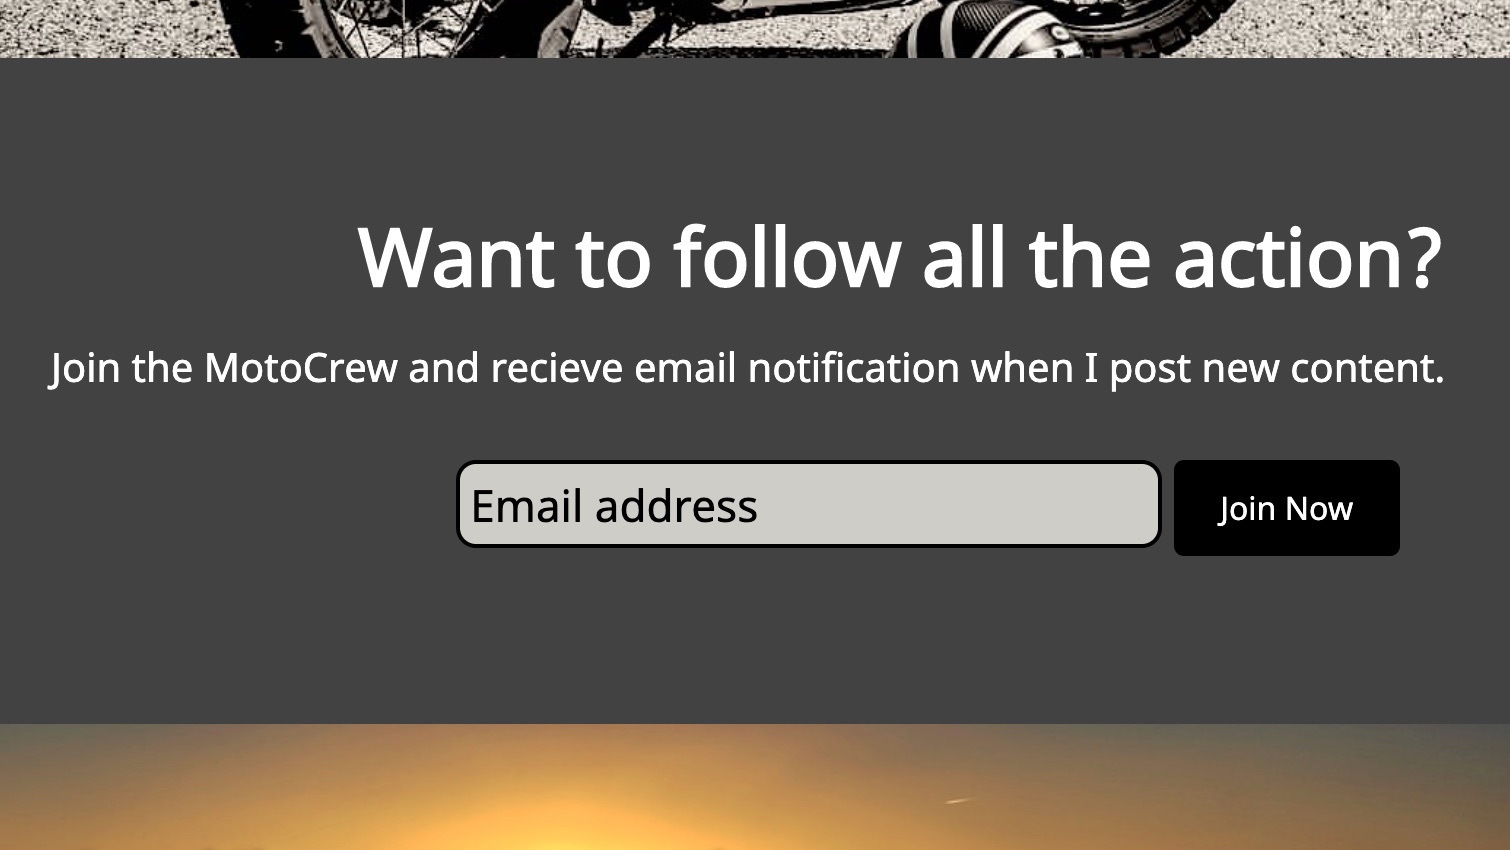 Want to follow all the action?
Join the MotoCrew and recieve email notification when I post new content.
Email address
Join Now